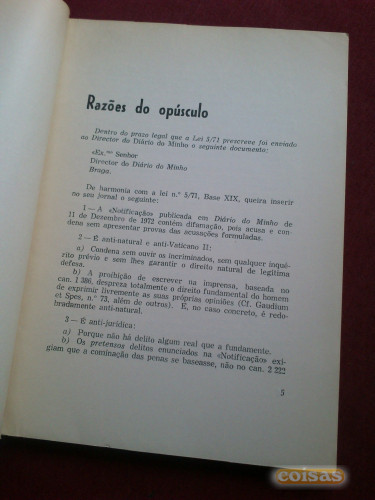 Razões do opúsculo
Dentro do prazo legal que a Lei 5/71 prescreve foi enviado
ao Director do Diário do Minho o seguinte documento:
«Ex.mo Senhor
Director do Diário do Minho
Braga.
De harmonia com a lei n.º 5/71, Base XIX, queira inserir
no seu jornal o seguinte:
1 — A «Notificação» publicada em Diário do Minho de
11 de Dezembro de 1972 contém difamação, pois acusa e con-
dena sem apresentar provas das acusações formuladas.
2 — É anti-natural e anti-Vaticano II:
a) Condena sem ouvir os incriminados, sem qualquer inqué-
rito prévio e sem lhes garantir o direito natural de legítima
defesa.
b) A proibição de escrever na imprensa, baseada no
can. 1 386, despreza totalmente o direito fundamental do homem
de exprimir livremente as suas próprias opiniões (Cf. Gaudium
et Spes, n.º 73, além de outros). E, no caso concreto, é redo-
bradamente anti-natural.
3 — É anti-jurídica:
a) Porque não há delito algum real que a fundamente.
b) Os pretensos delitos enunciados na «Notificação» exi-
giam que a cominação das penas se baseasse, não no can. 2 222
5
coisas